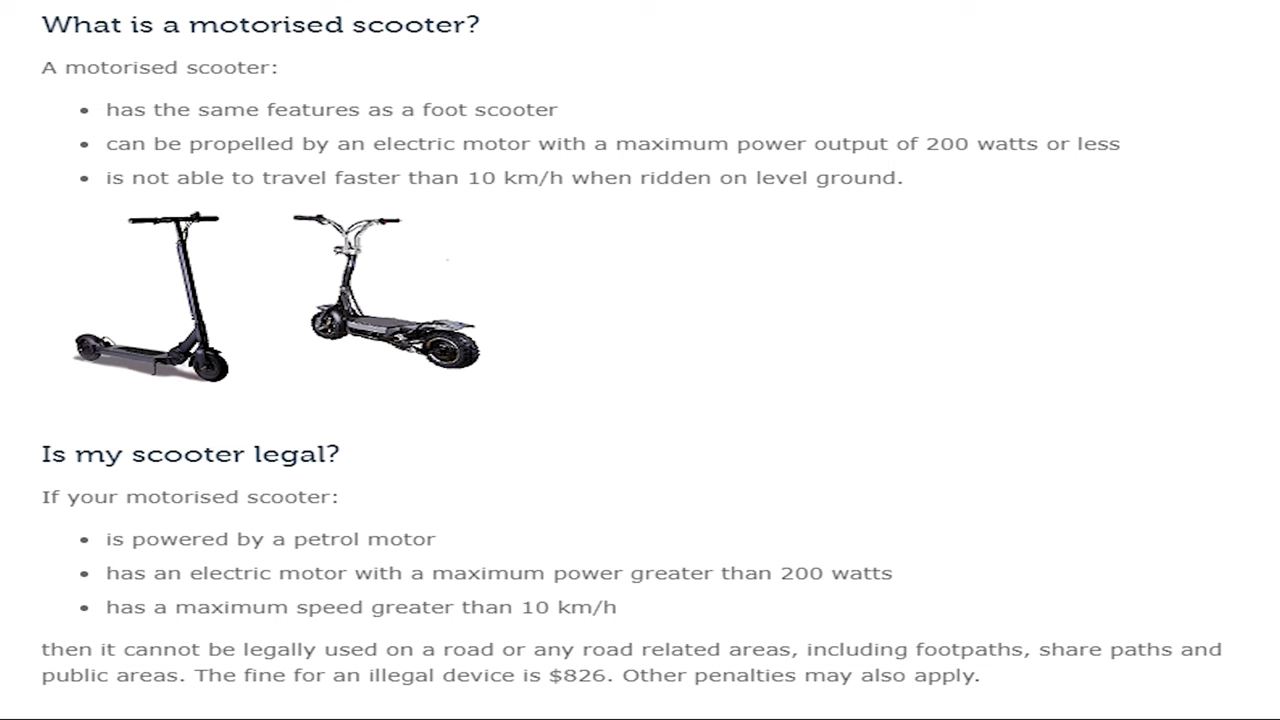 What is a motorised scooter?
A motorised scooter:
• has the same features as a foot scooter
• can be propelled by an electric motor with a maximum power output of 200 watts or less
• is not able to travel faster than 10 km/h when ridden on level ground.
Is my scooter legal?
If your motorised scooter:
• is powered by a petrol motor
• has an electric motor with a maximum power greater than 200 watts
• has a maximum speed greater than 10 km/h
then it cannot be legally used on a road or any road related areas, including footpaths, share paths and
public areas. The fine for an illegal device is $826. Other penalties may also apply.